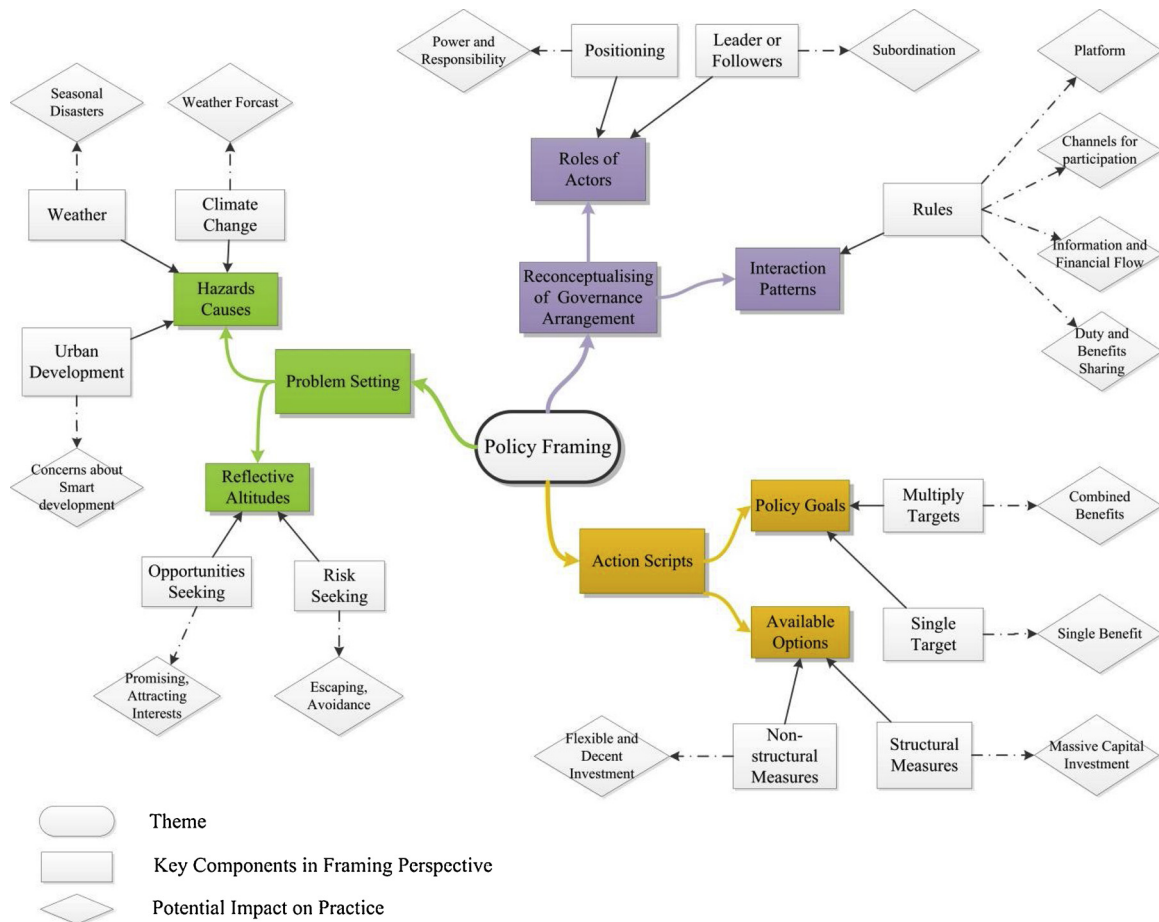 Power and
Responsibility
Positioning
Leader or
Followers
Subordination
Platform
Seasonal
Disasters
Weather Forcast
Channels for
participation
Weather
Climate
Change
Roles of
Actors
Rules
Information and
Financial Flow
Hazards
Causes
Reconceptualising
of Governance
Arrangement
Interaction
Patterns
Urban
Development
Duty and
Benefits
Sharing
Problem Setting
Policy Framing
Concerns about
Smart
development
Reflective
Altitudes
Policy Goals
Multiply
Targets
Combined
Benefits
Action Scripts
Opportunities
Seeking
Risk
Seeking
Available
Options
Single
Target
Single Benefit
Promising,
Attracting
Interests
Escaping,
Avoidance
Flexible and
Decent
Investment
Non-
structural
Measures
Structural
Measures
Massive Capital
Investment
Theme
Key Components in Framing Perspective
Potential Impact on Practice